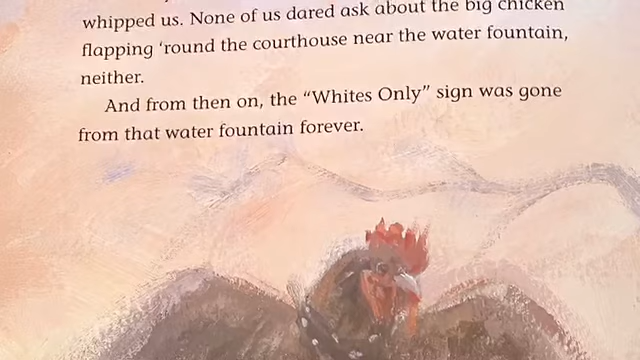 whipped us. None of us dared ask about the big chicken
flapping ‘round the courthouse near the water fountain,
neither.
And from then on, the “Whites Only” sign was gone
from that water fountain forever.